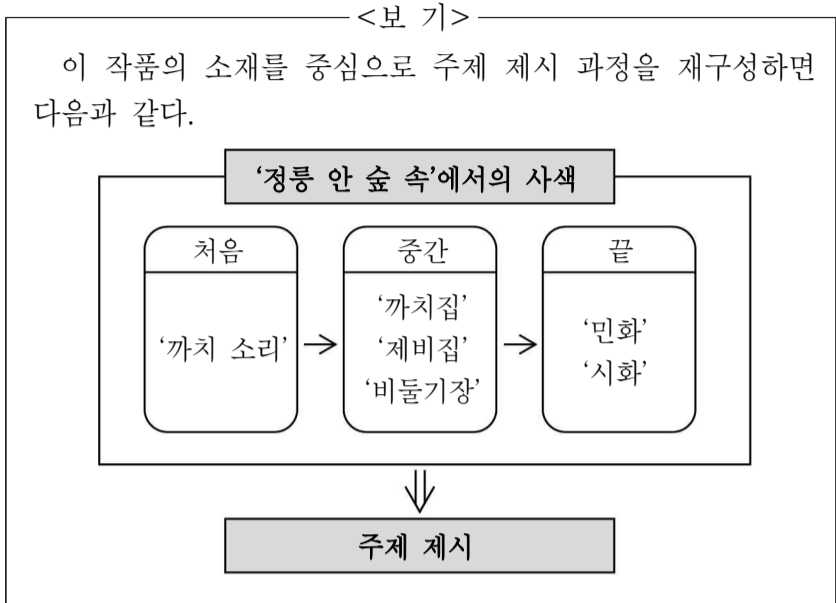 <보 기>
이 작품의 소재를 중심으로 주제 제시 과정을 재구성하면
다음과 같다.
‘정릉 안 숲 속’에서의 사색
처음
‘까치 소리’
중간
‘까치집’
‘제비집’
‘비둘기장’
끝
‘민화’
‘시화’
주제 제시